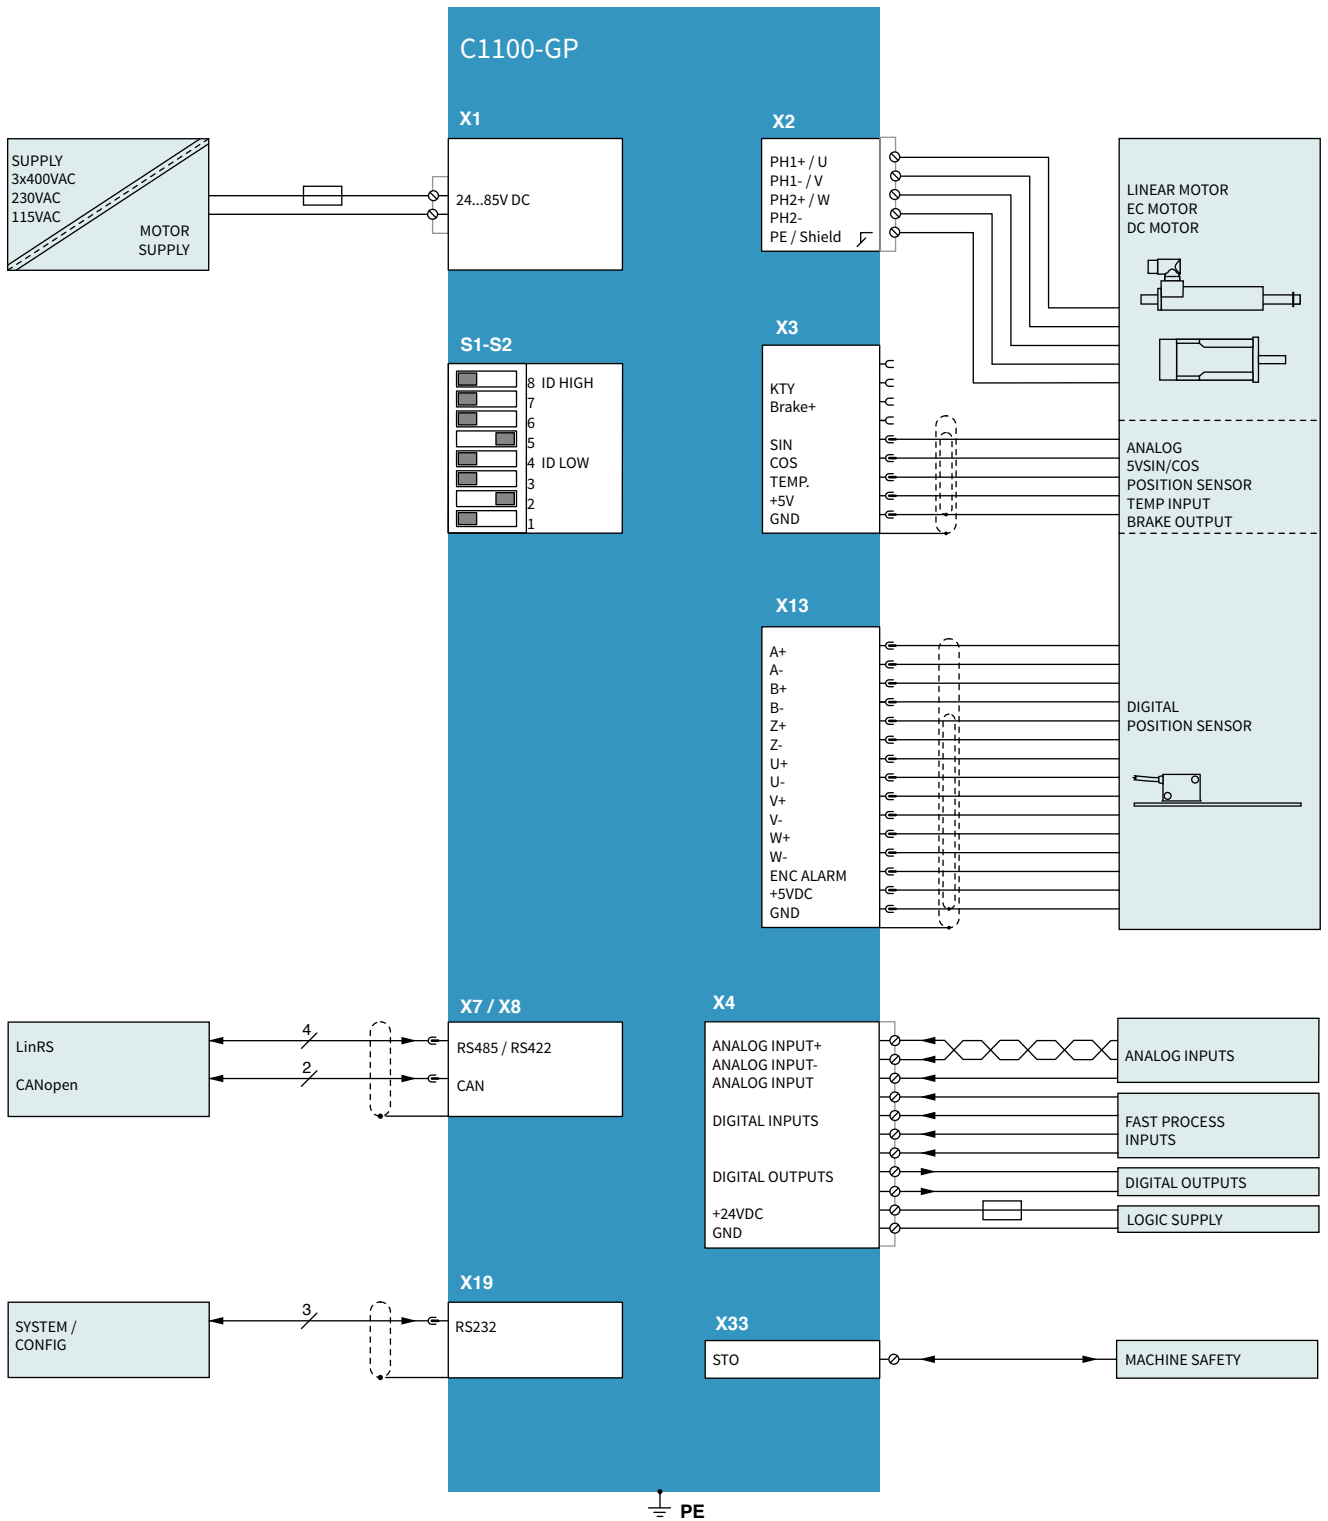 C1100-GP
X1
SUPPLY
3x400VAC
230VAC
115VAC
MOTOR
SUPPLY
24...85V DC
X2
PH1+ / U
PH1- / V
PH2+ / W
PH2-
PE / Shield
LINEAR MOTOR
EC MOTOR
DC MOTOR
S1-S2
8 ID HIGH
7
6
5
4 ID LOW
3
2
1
X3
KTY
Brake+
SIN
COS
TEMP.
+5V
GND
ANALOG
5VSIN/COS
POSITION SENSOR
TEMP INPUT
BRAKE OUTPUT
X13
A+
A-
B+
B-
Z+
Z-
U+
U-
V+
V-
W+
W-
ENC ALARM
+5VDC
GND
DIGITAL
POSITION SENSOR
X7 / X8
LinRS
CANopen
4
2
RS485 / RS422
CAN
X4
ANALOG INPUT+
ANALOG INPUT-
ANALOG INPUT
DIGITAL INPUTS
DIGITAL OUTPUTS
+24VDC
GND
ANALOG INPUTS
FAST PROCESS
INPUTS
DIGITAL OUTPUTS
LOGIC SUPPLY
X19
SYSTEM /
CONFIG
3
RS232
X33
STO
MACHINE SAFETY
PE